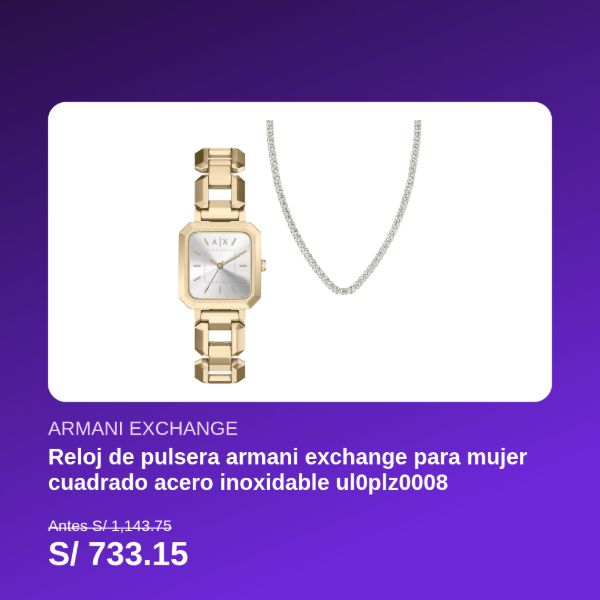 A|X
ARMANI EXCHANGE
Reloj de pulsera armani exchange para mujer
cuadrado acero inoxidable ul0plz0008
Antes S/ 1,143.75
S/ 733.15